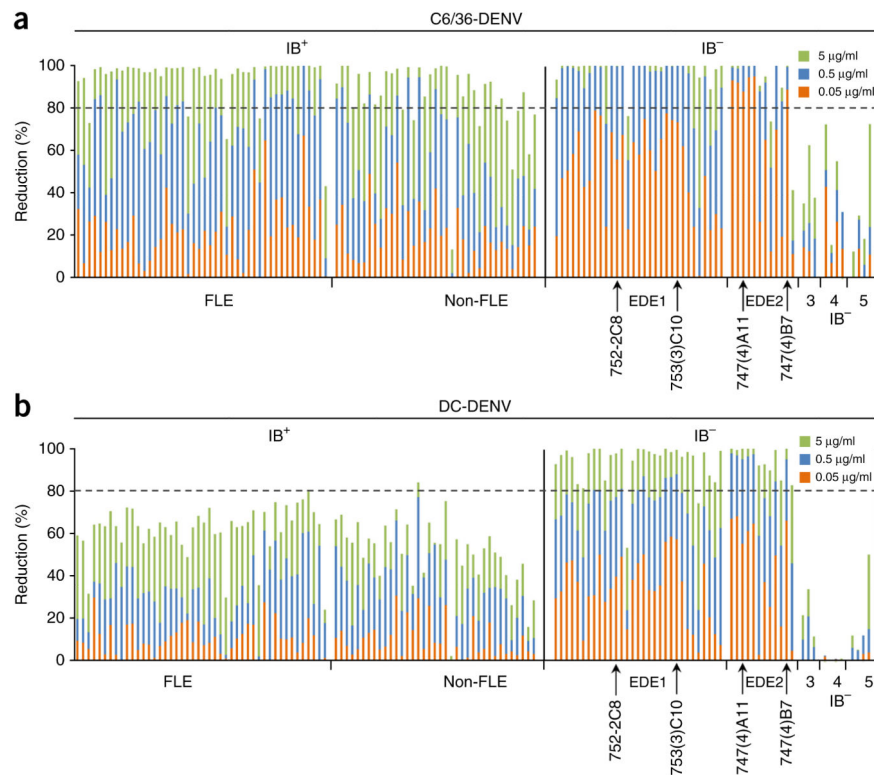 a
C6/36-DENV
IB⁺
IB⁻
5 μg/ml
0.5 μg/ml
0.05 μg/ml
Reduction (%)
100
80
60
40
20
0
FLE
Non-FLE
EDE1
EDE2
3
4
5
IB⁻
752-2C8
753(3)C10
747(4)A11
747(4)B7
b
DC-DENV
IB⁺
IB⁻
5 μg/ml
0.5 μg/ml
0.05 μg/ml
Reduction (%)
100
80
60
40
20
0
FLE
Non-FLE
EDE1
EDE2
3
4
5
IB⁻
752-2C8
753(3)C10
747(4)A11
747(4)B7